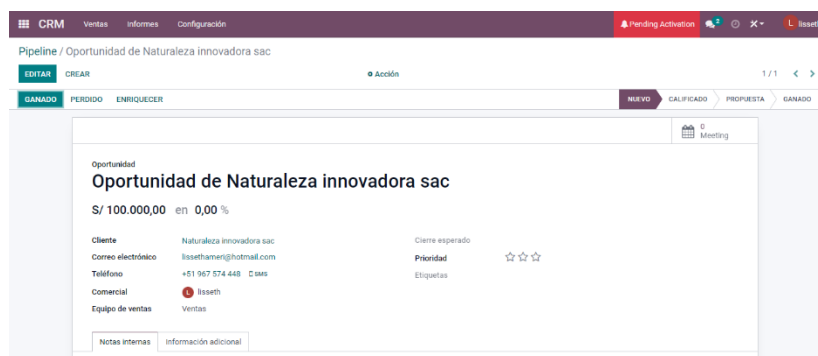 CRM Ventas Informes Configuración Pending Activation 2 L lisset
Pipeline / Oportunidad de Naturaleza innovadora sac
EDITAR CREAR Acción 1 / 1
GANADO PERDIDO ENRIQUECER NUEVO CALIFICADO PROPUESTA GANADO
0
Meeting
Oportunidad
Oportunidad de Naturaleza innovadora sac
S/ 100.000,00 en 0,00 %
Cliente Naturaleza innovadora sac Cierre esperado
Correo electrónico lissethameri@hotmail.com Prioridad
Teléfono +51 967 574 448 SMS Etiquetas
Comercial L lisseth
Equipo de ventas Ventas
Notas internas Información adicional